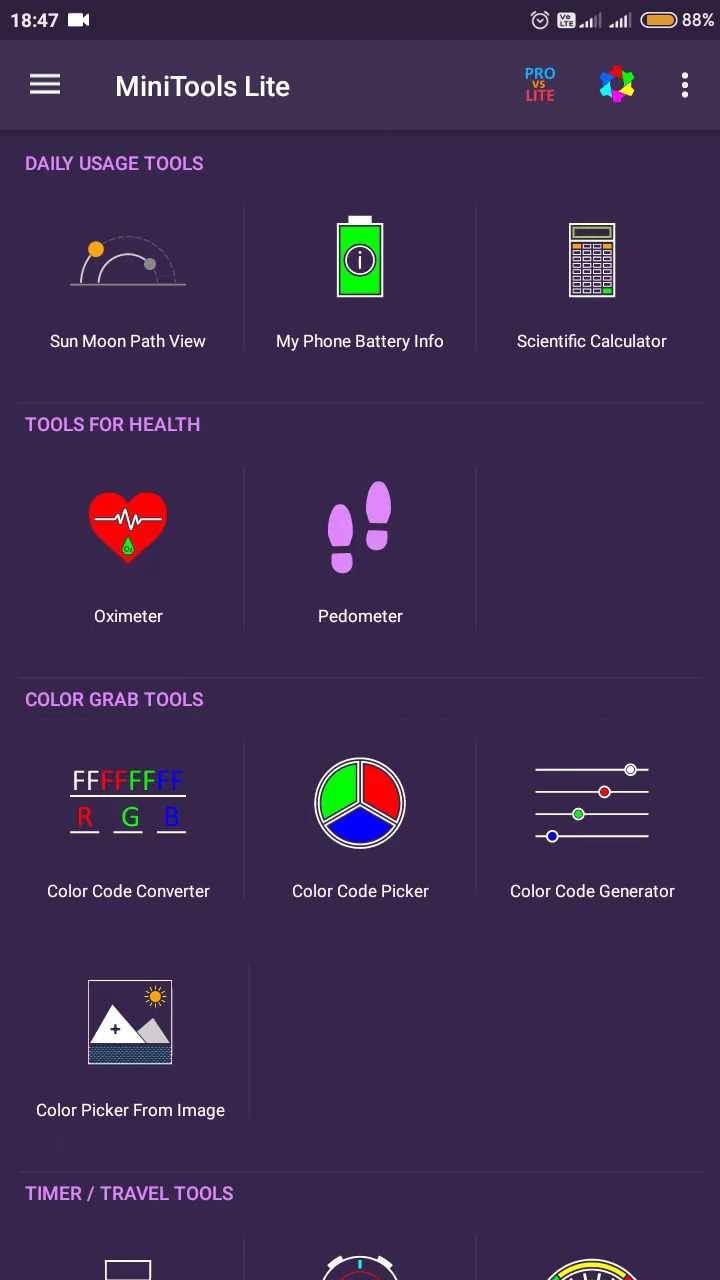 18:47 Vo LTE 88%
MiniTools Lite PRO VS LITE
DAILY USAGE TOOLS
i
Sun Moon Path View My Phone Battery Info Scientific Calculator
TOOLS FOR HEALTH
Oximeter Pedometer
COLOR GRAB TOOLS
FFFFFFFF
R G B
Color Code Converter Color Code Picker Color Code Generator
Color Picker From Image
TIMER / TRAVEL TOOLS